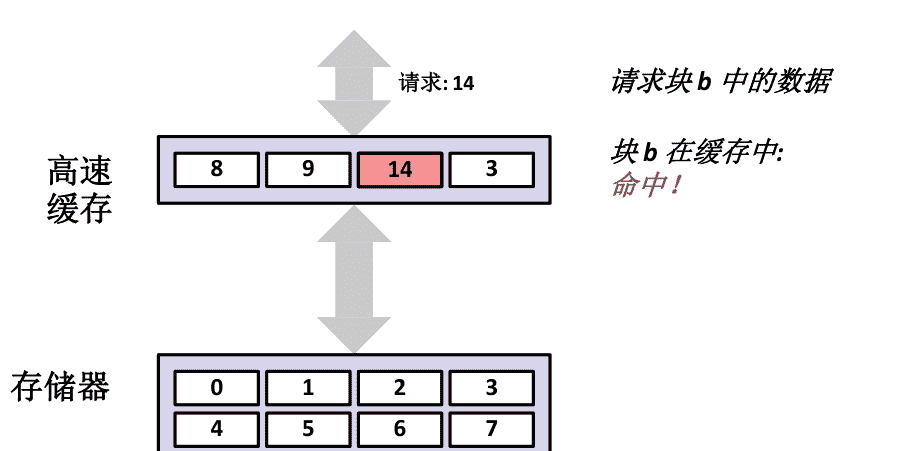 请求: 14
请求块 b 中的数据
高速
缓存
8 9 14 3
块 b 在缓存中:
命中！
存储器
0 1 2 3
4 5 6 7